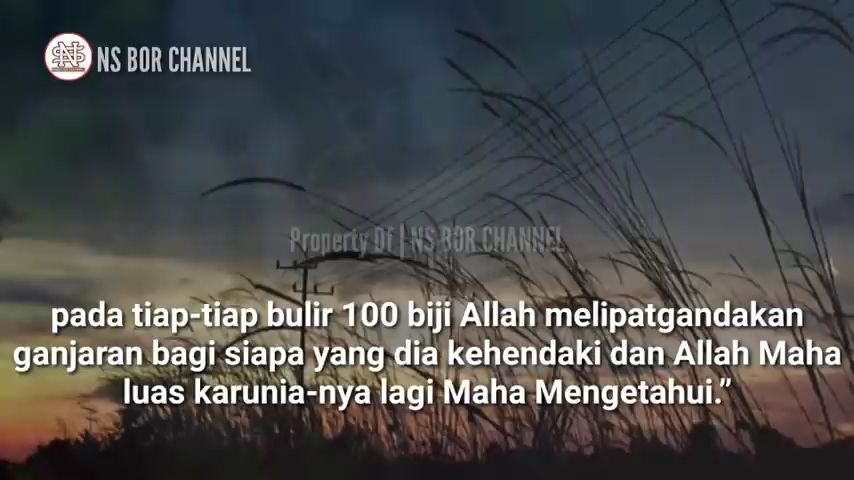 NS BOR CHANNEL
Property Of | NS BOR CHANNEL
pada tiap-tiap bulir 100 biji Allah melipatgandakan
ganjaran bagi siapa yang dia kehendaki dan Allah Maha
luas karunia-nya lagi Maha Mengetahui.”